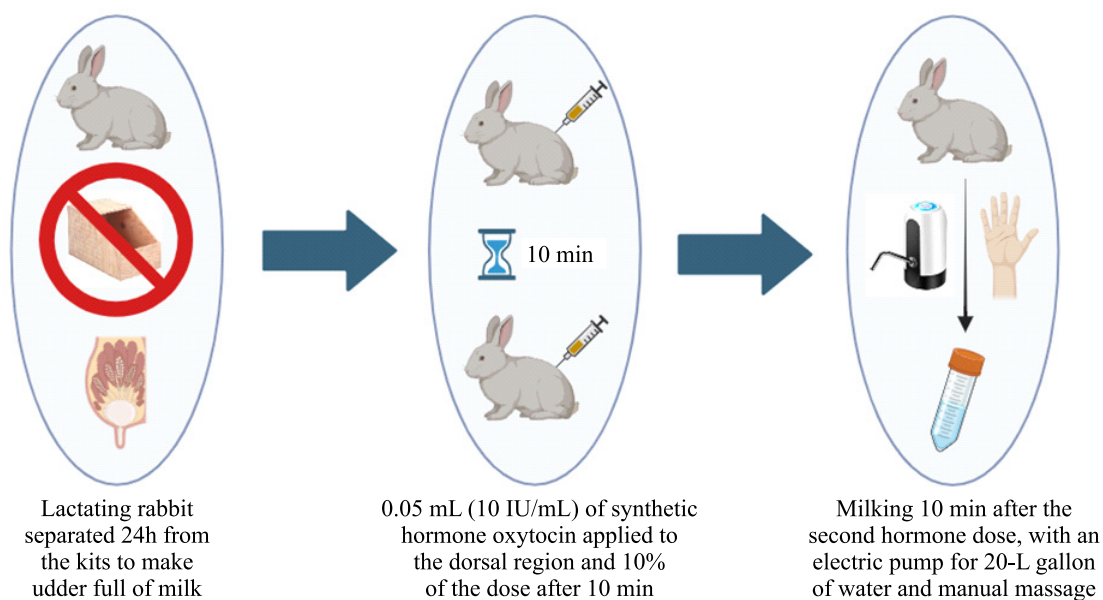 10 min
Lactating rabbit
separated 24h from
the kits to make
udder full of milk
0.05 mL (10 IU/mL) of synthetic
hormone oxytocin applied to
the dorsal region and 10%
of the dose after 10 min
Milking 10 min after the
second hormone dose, with an
electric pump for 20-L gallon
of water and manual massage